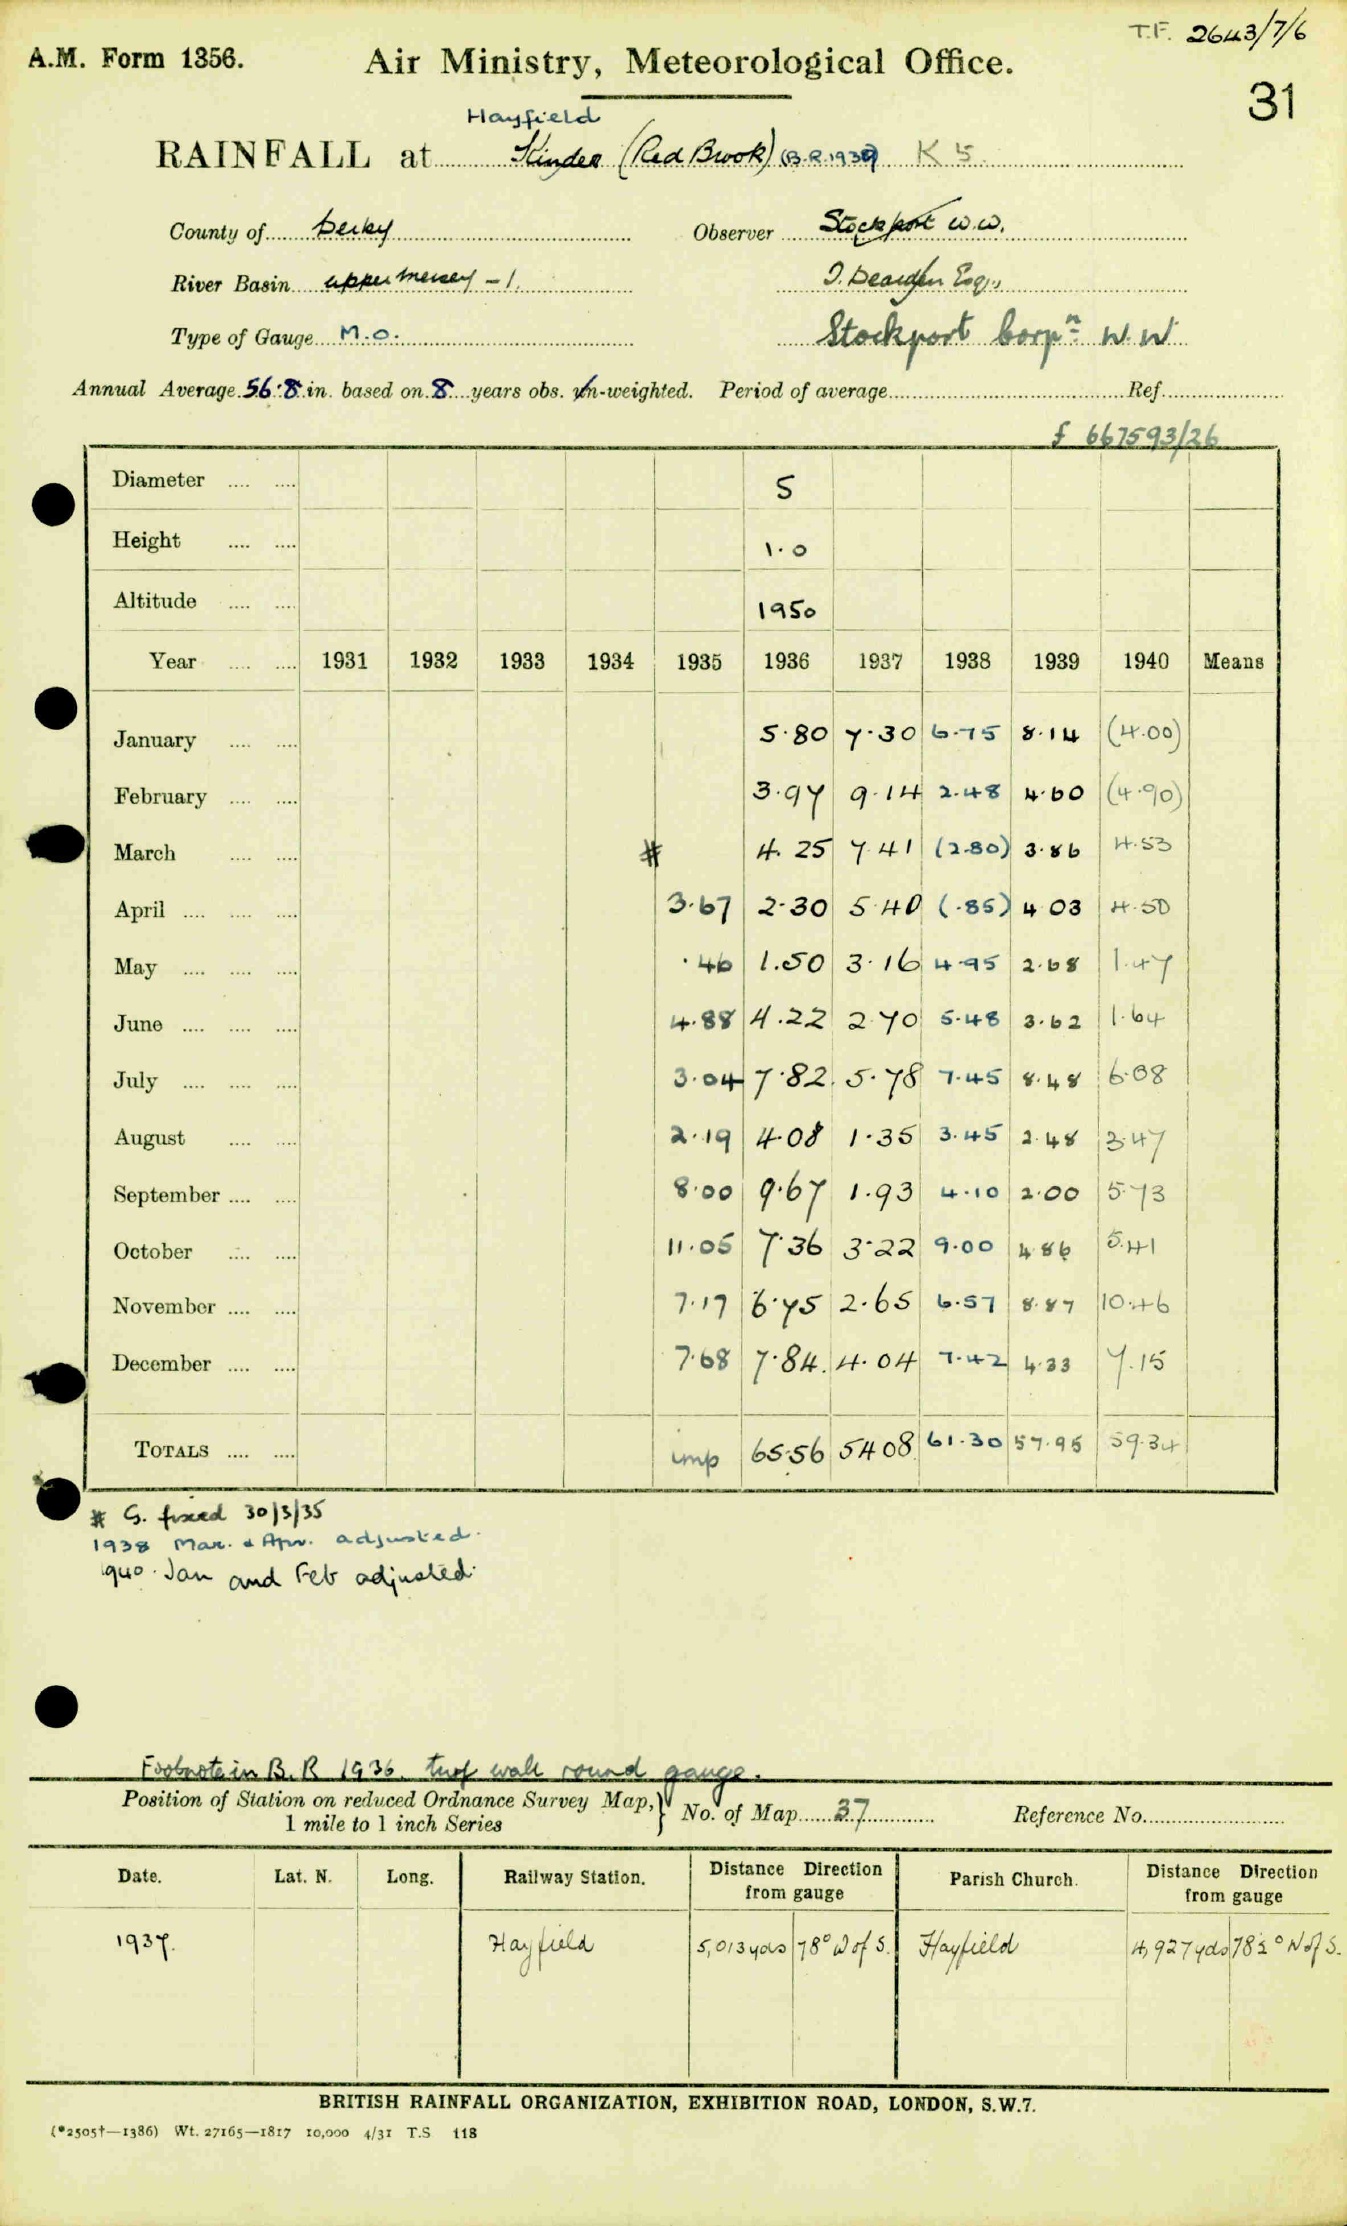 T.F. 2643/7/6
A.M. Form 1356. Air Ministry, Meteorological Office.
31
Hayfield
RAINFALL at Kinder (Red Brook) (B.R. 1939) K 5.
County of Derby Observer Stockport W.W.
River Basin upper Mersey - 1. J. Dearden Esq.,
Type of Gauge M.O. Stockport Corpn W.W
Annual Average 56.8 in. based on 8 years obs. un-weighted. Period of average Ref.
f 667593/26
Diameter 5
Height 1.0
Altitude 1950
Year 1931 1932 1933 1934 1935 1936 1937 1938 1939 1940 Means
January 5.80 7.30 6.75 8.14 (4.00)
February 3.97 9.14 2.48 4.60 (4.90)
March # 4.25 7.41 (2.80) 3.86 4.53
April 3.67 2.30 5.40 (.85) 4.03 4.50
May .46 1.50 3.16 4.95 2.68 1.47
June 4.88 4.22 2.70 5.48 3.62 1.64
July 3.04 7.82 5.78 7.45 8.48 6.08
August 2.19 4.08 1.35 3.45 2.48 3.47
September 8.00 9.67 1.93 4.10 2.00 5.73
October 11.05 7.36 3.22 9.00 4.86 5.41
November 7.17 6.75 2.65 6.57 8.87 10.46
December 7.68 7.84 4.04 7.42 4.33 7.15
TOTALS imp 65.56 54.08 61.30 57.95 59.34
# G. fixed 30/3/35
1938 Mar. & Apr. adjusted.
1940. Jan and Feb adjusted.
Footnote in B.R 1936. turf wall round gauge.
Position of Station on reduced Ordnance Survey Map,} No. of Map 37 Reference No.
1 mile to 1 inch Series
Date. Lat. N. Long. Railway Station. Distance from gauge Direction Parish Church. Distance from gauge Direction
1937. Hayfield 5,013 yds 78° W of S. Hayfield 4,927 yds 78½° W of S.
BRITISH RAINFALL ORGANIZATION, EXHIBITION ROAD, LONDON, S.W.7.
(*2505†—1386) Wt. 27165—1817 10,000 4/31 T.S 118